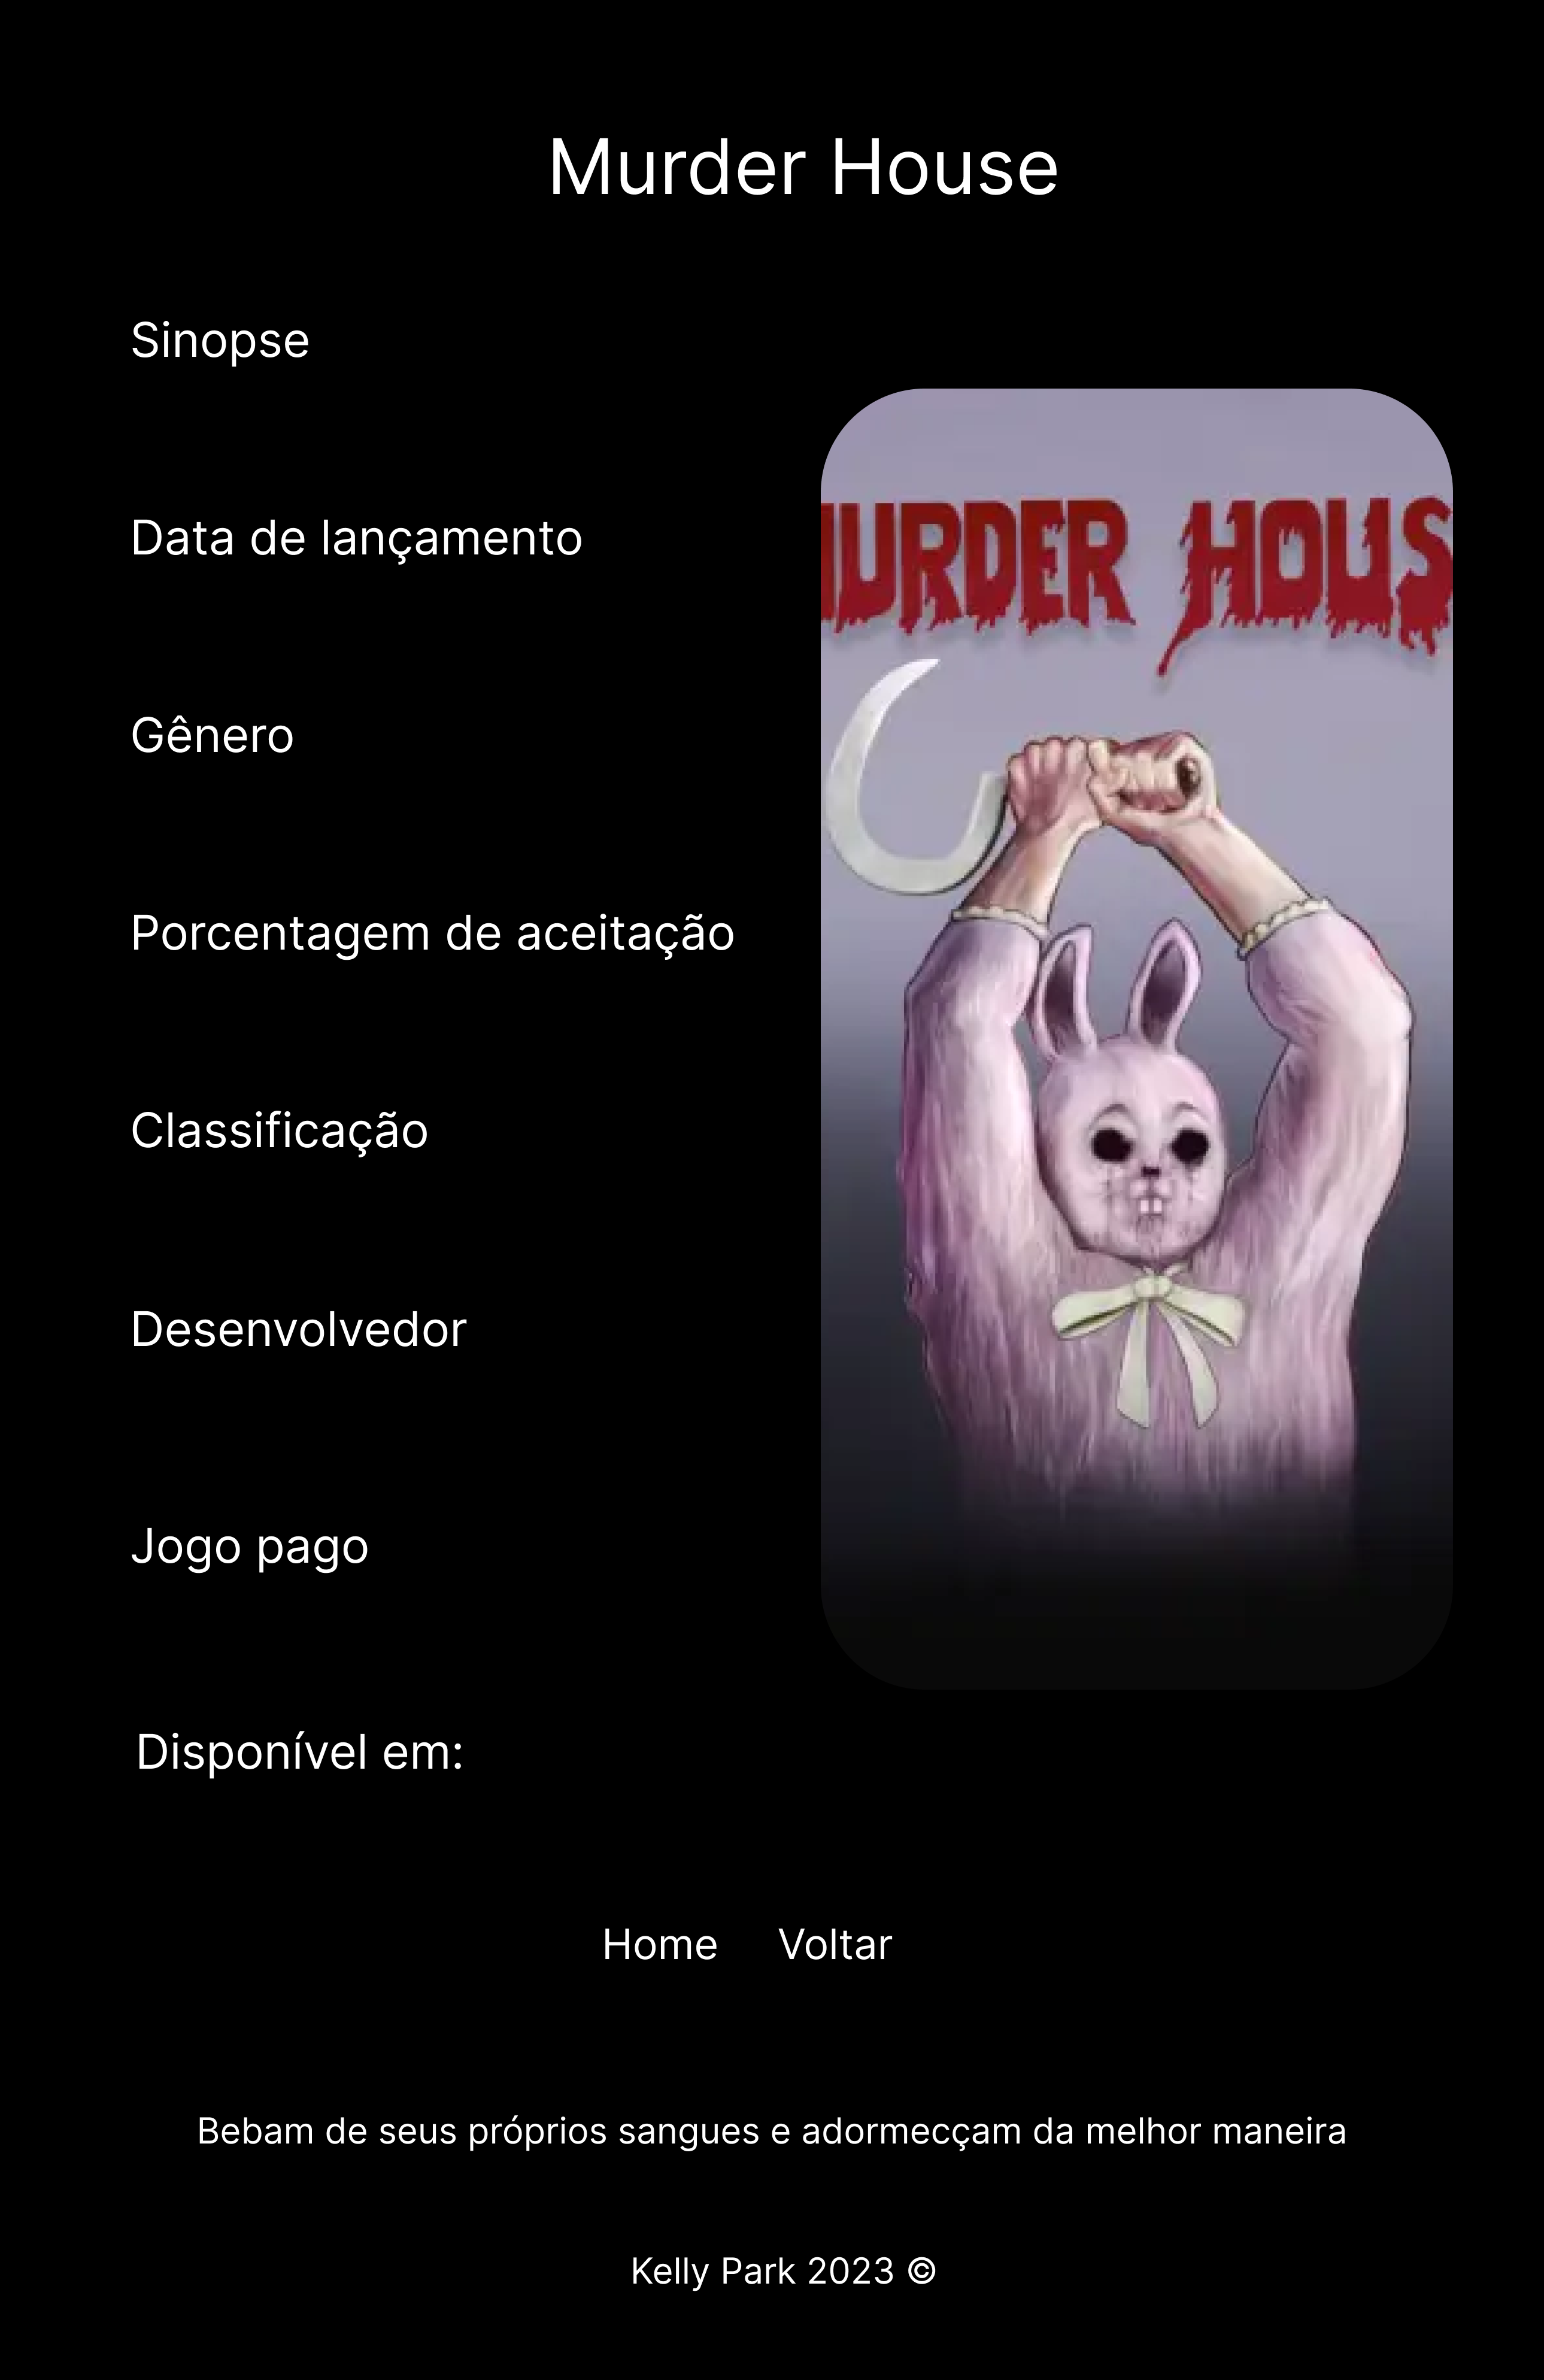 Murder House
Sinopse
Data de lançamento
URDER HOUS
Gênero
Porcentagem de aceitação
Classificação
Desenvolvedor
Jogo pago
Disponível em:
Home Voltar
Bebam de seus próprios sangues e adormecçam da melhor maneira
Kelly Park 2023 ©